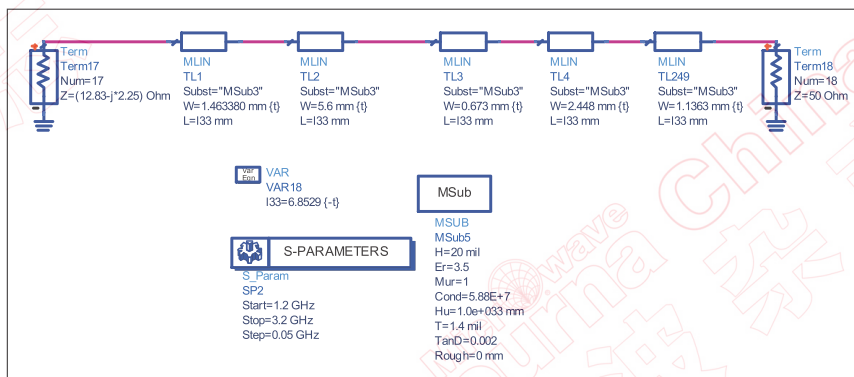 Term
Term17
Num=17
Z=(12.83-j*2.25) Ohm
MLIN
TL1
Subst="MSub3"
W=1.463380 mm {t}
L=l33 mm
MLIN
TL2
Subst="MSub3"
W=5.6 mm {t}
L=l33 mm
MLIN
TL3
Subst="MSub3"
W=0.673 mm {t}
L=l33 mm
MLIN
TL4
Subst="MSub3"
W=2.448 mm {t}
L=l33 mm
MLIN
TL249
Subst="MSub3"
W=1.1363 mm {t}
L=l33 mm
Term
Term18
Num=18
Z=50 Ohm
Var
Eqn
VAR
VAR18
l33=6.8529 {-t}
S-PARAMETERS
S_Param
SP2
Start=1.2 GHz
Stop=3.2 GHz
Step=0.05 GHz
MSub
MSUB
MSub5
H=20 mil
Er=3.5
Mur=1
Cond=5.88E+7
Hu=1.0e+033 mm
T=1.4 mil
TanD=0.002
Rough=0 mm
wave
China